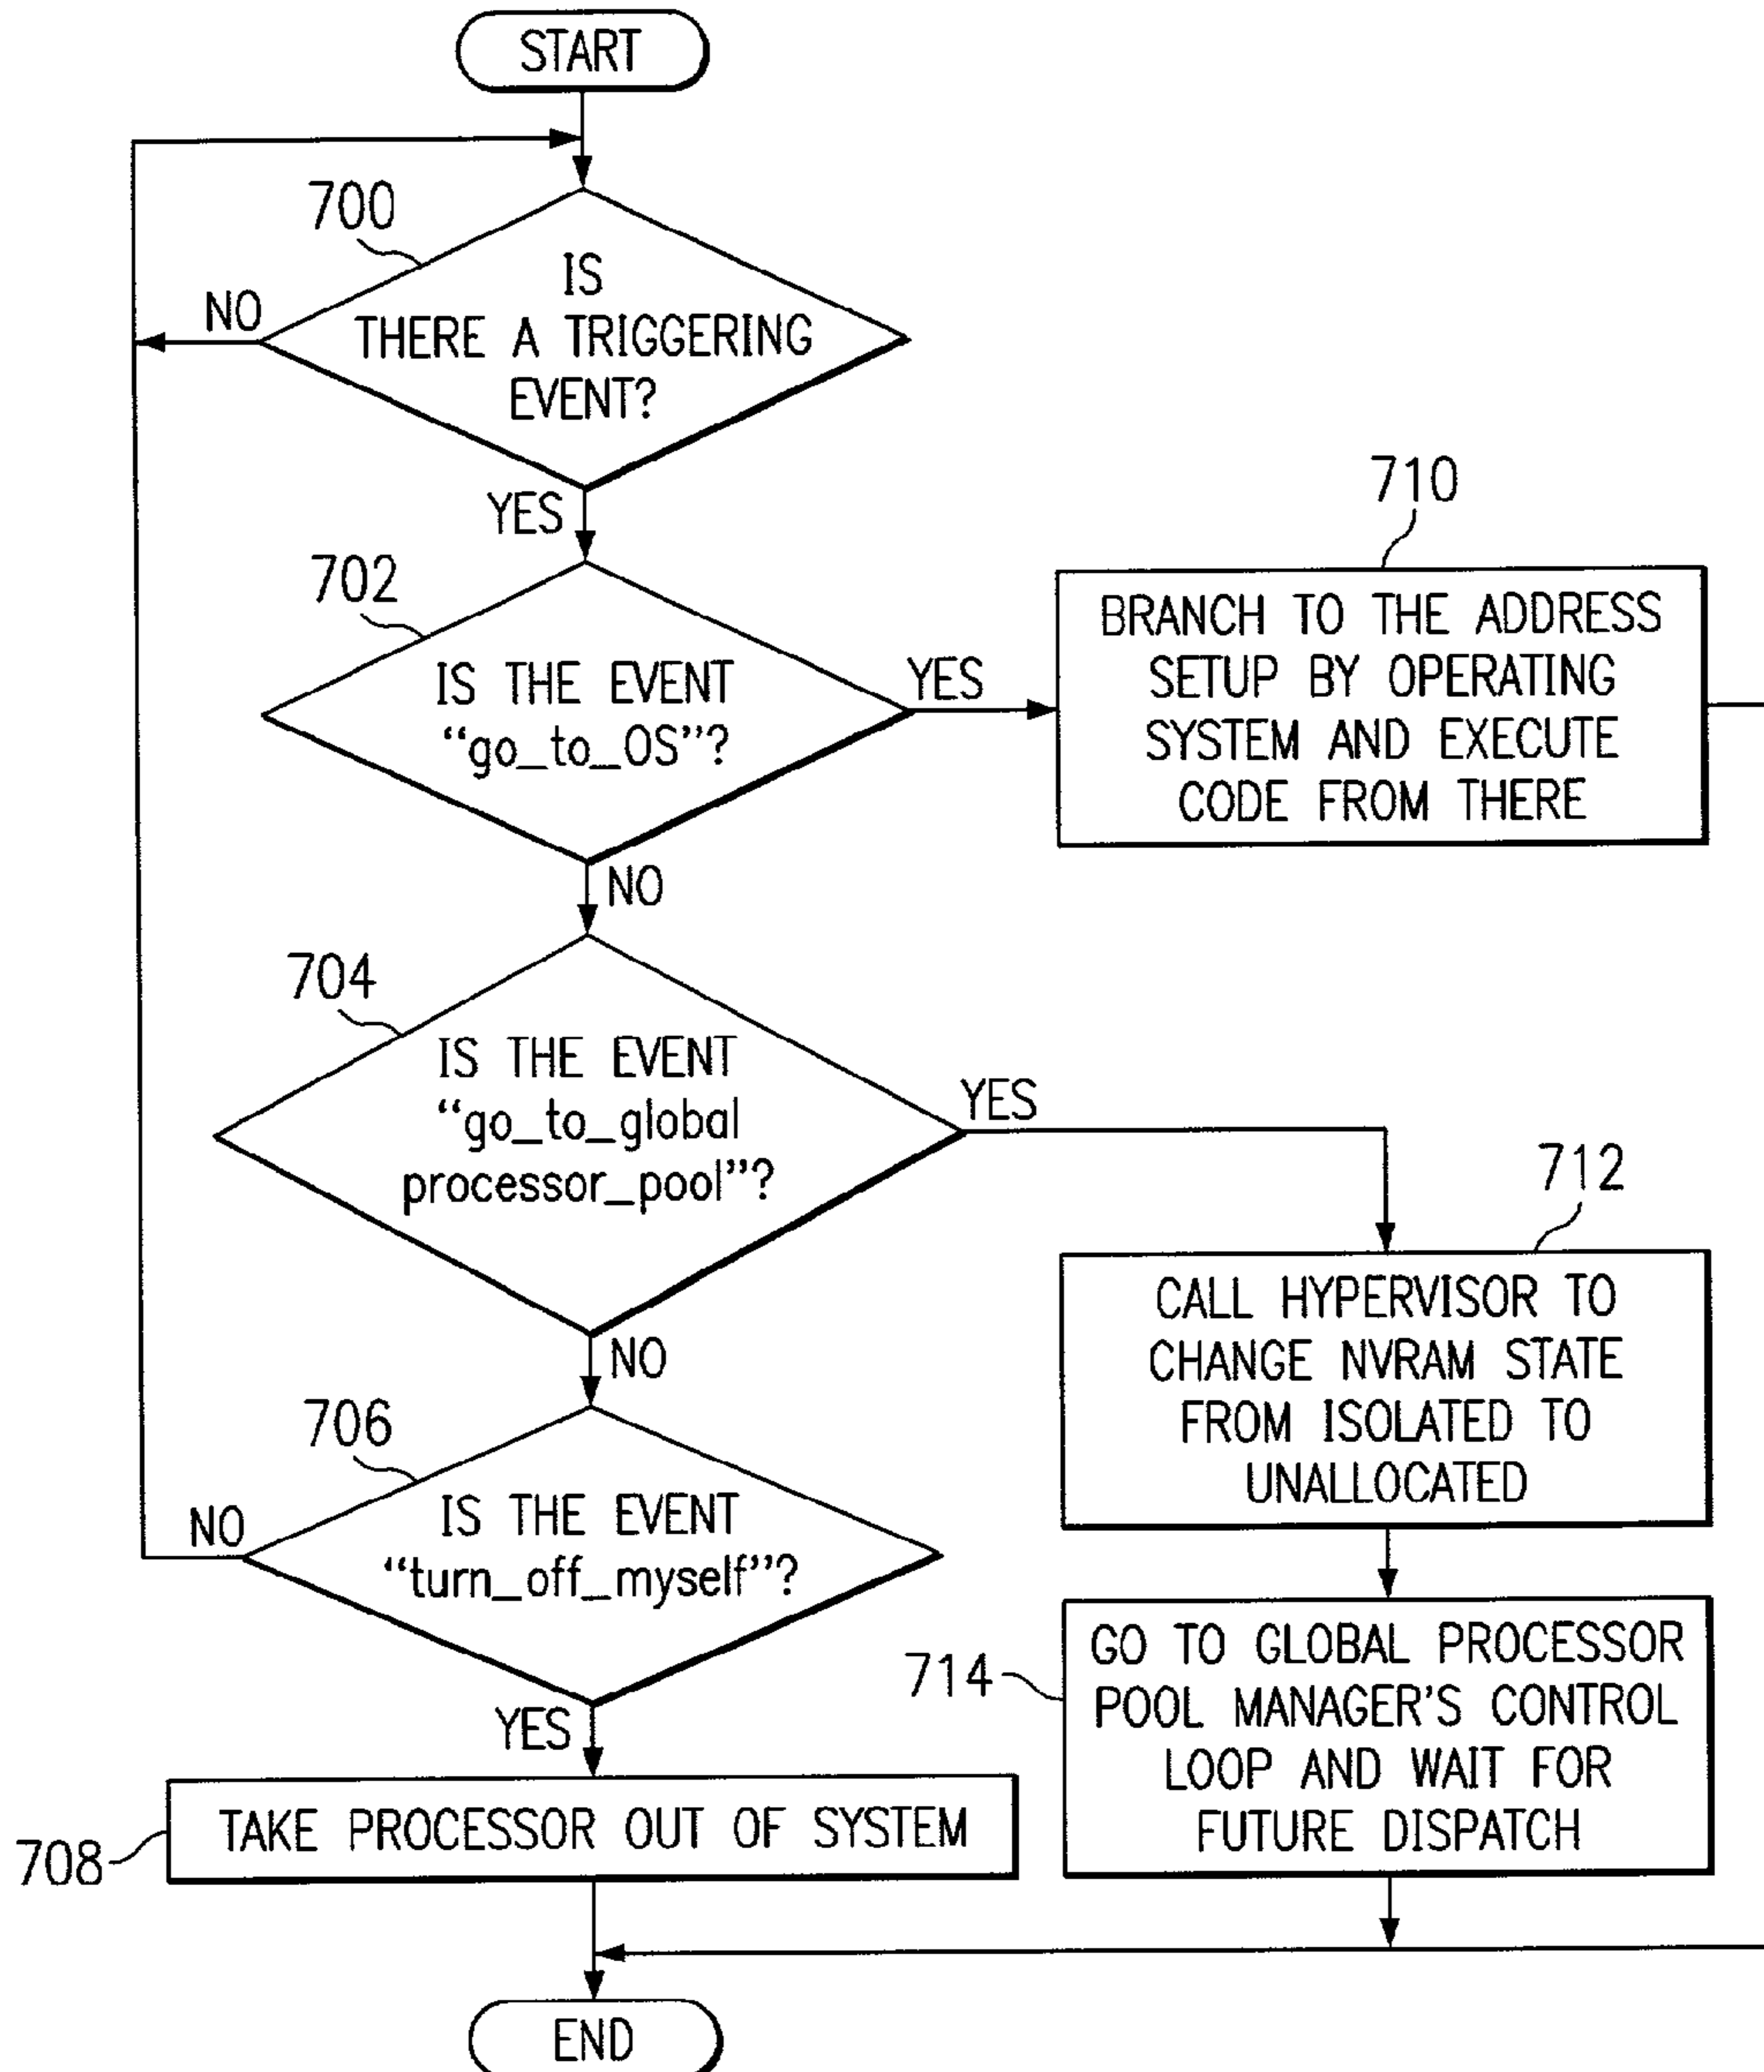 START
700
IS
THERE A TRIGGERING
EVENT?
NO
YES
702
IS THE EVENT
“go_to_OS”?
YES
710
BRANCH TO THE ADDRESS
SETUP BY OPERATING
SYSTEM AND EXECUTE
CODE FROM THERE
NO
704
IS THE EVENT
“go_to_global
processor_pool”?
YES
712
CALL HYPERVISOR TO
CHANGE NVRAM STATE
FROM ISOLATED TO
UNALLOCATED
NO
706
IS THE EVENT
“turn_off_myself”?
NO
YES
714
GO TO GLOBAL PROCESSOR
POOL MANAGER'S CONTROL
LOOP AND WAIT FOR
FUTURE DISPATCH
708
TAKE PROCESSOR OUT OF SYSTEM
END